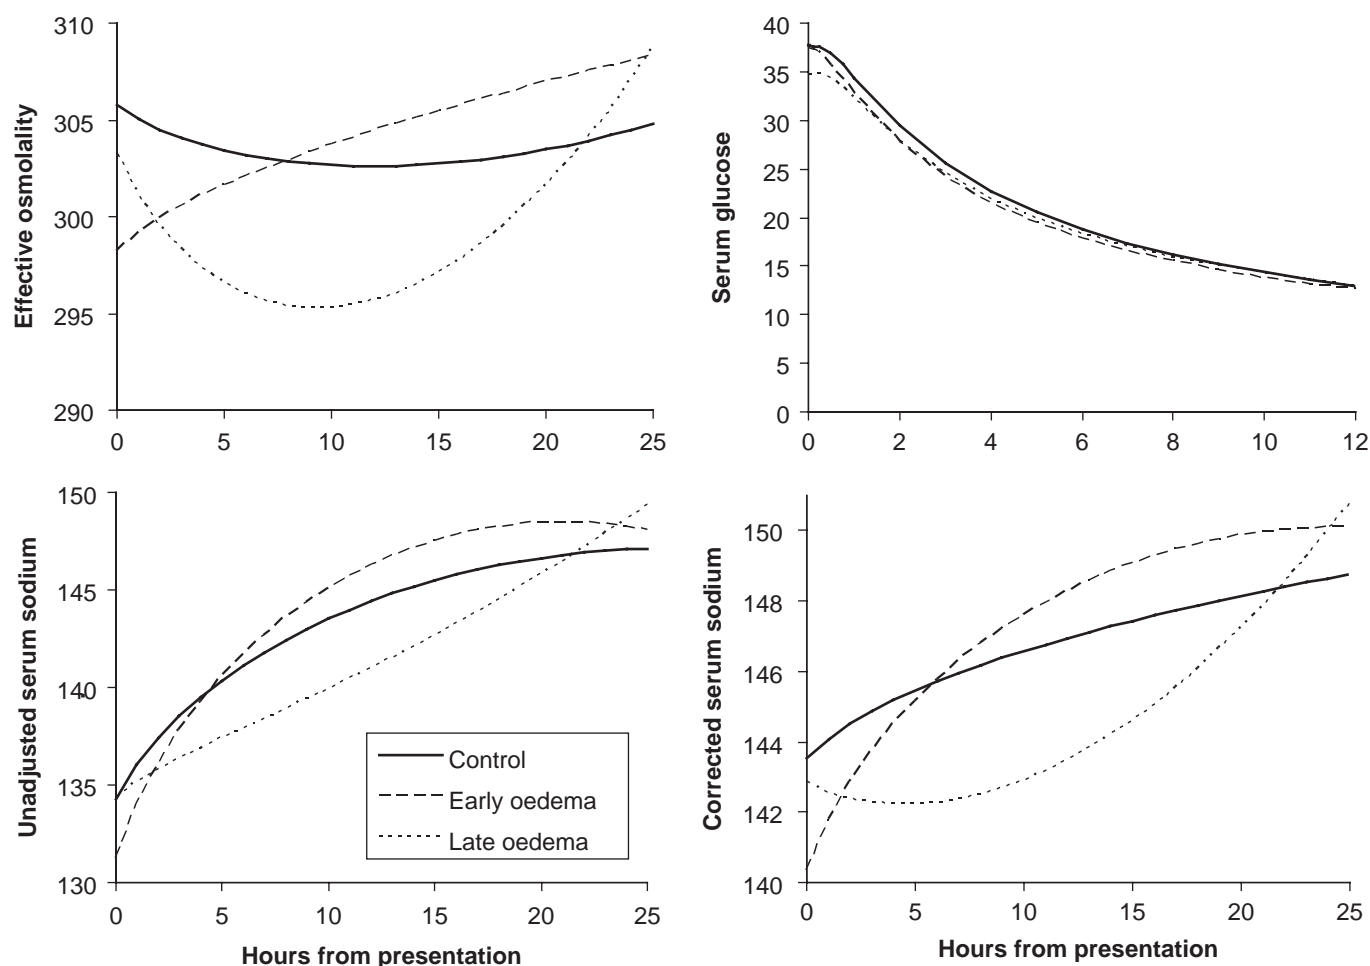 Effective osmolality
310
305
300
295
290
0 5 10 15 20 25
Serum glucose
40
35
30
25
20
15
10
5
0
0 2 4 6 8 10 12
Unadjusted serum sodium
150
145
140
135
130
0 5 10 15 20 25
Hours from presentation
Control
Early oedema
Late oedema
Corrected serum sodium
150
148
146
144
142
140
0 5 10 15 20 25
Hours from presentation